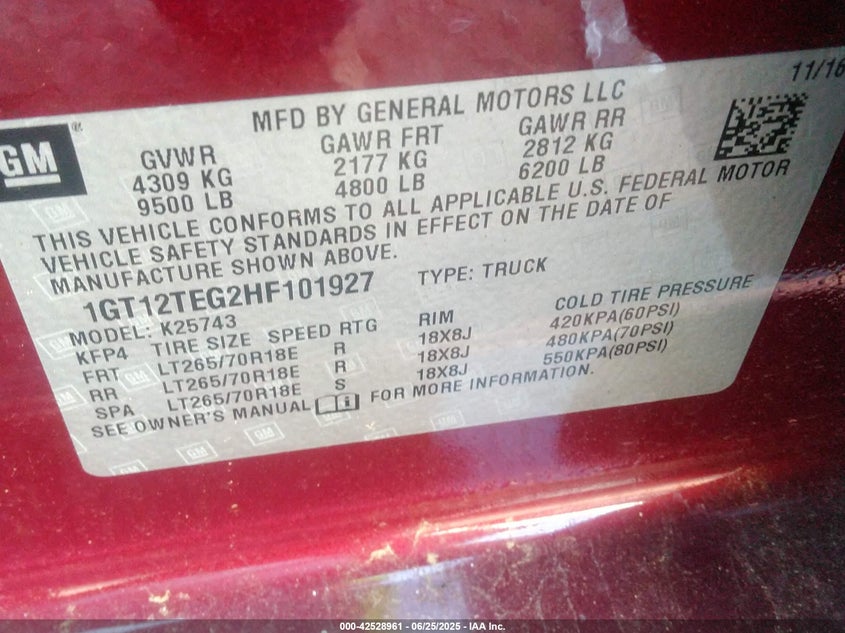 11/16
MFD BY GENERAL MOTORS LLC
GM ®
GVWR GAWR FRT GAWR RR
4309 KG 2177 KG 2812 KG
9500 LB 4800 LB 6200 LB
THIS VEHICLE CONFORMS TO ALL APPLICABLE U.S. FEDERAL MOTOR
VEHICLE SAFETY STANDARDS IN EFFECT ON THE DATE OF
MANUFACTURE SHOWN ABOVE.
1GT12TEG2HF101927 TYPE: TRUCK
MODEL: K25743
KFP4 TIRE SIZE SPEED RTG RIM COLD TIRE PRESSURE
FRT LT265/70R18E R 18X8J 420KPA(60PSI)
RR LT265/70R18E R 18X8J 480KPA(70PSI)
SPA LT265/70R18E S 18X8J 550KPA(80PSI)
SEE OWNER'S MANUAL i FOR MORE INFORMATION.
000-42528961 - 06/25/2025 - IAA Inc.